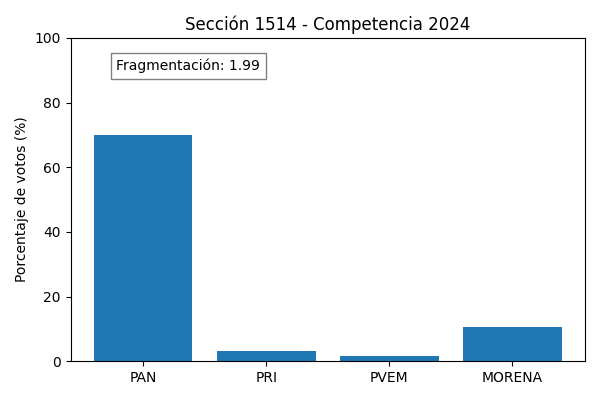 Sección 1514 - Competencia 2024
Fragmentación: 1.99
Porcentaje de votos (%)
100
80
60
40
20
0
PAN PRI PVEM MORENA